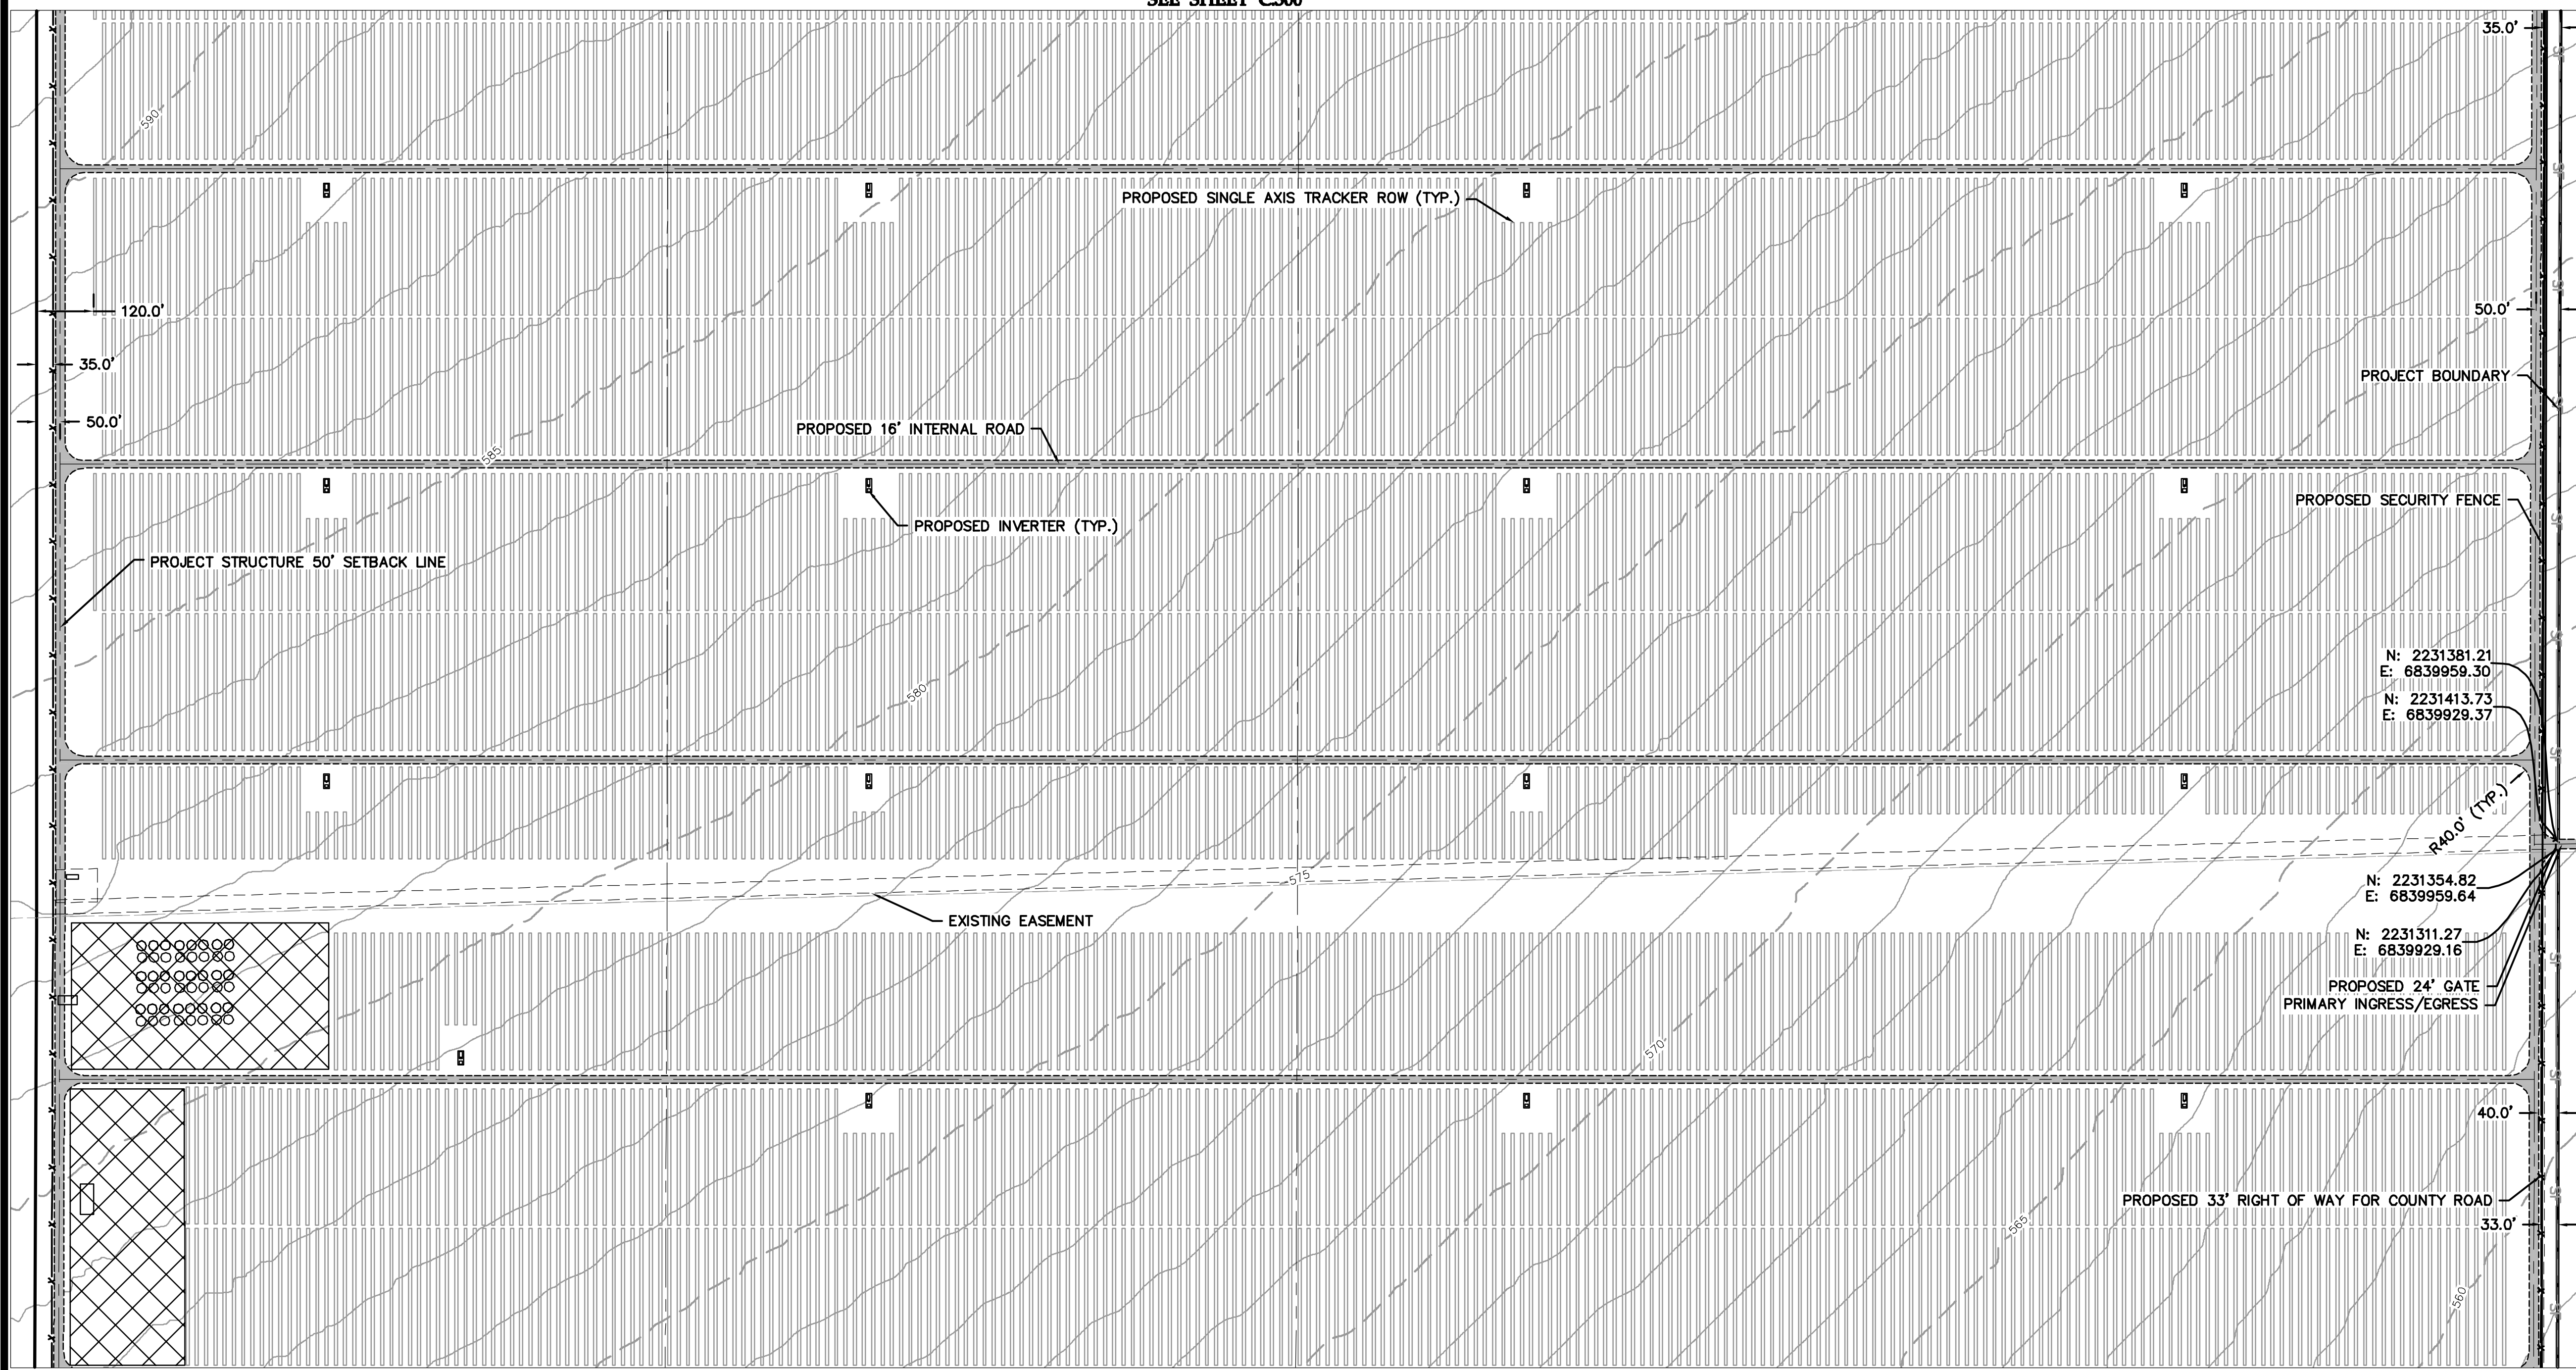 SEE SHEET C.300
35.0'
590
PROPOSED SINGLE AXIS TRACKER ROW (TYP.)
120.0'
50.0'
35.0'
PROJECT BOUNDARY
50.0'
PROPOSED 16' INTERNAL ROAD
585
PROPOSED SECURITY FENCE
PROPOSED INVERTER (TYP.)
PROJECT STRUCTURE 50' SETBACK LINE
N: 2231381.21
E: 6839959.30
580
N: 2231413.73
E: 6839929.37
R40.0' (TYP.)
575
N: 2231354.82
E: 6839959.64
EXISTING EASEMENT
N: 2231311.27
E: 6839929.16
PROPOSED 24' GATE
PRIMARY INGRESS/EGRESS
570
40.0'
PROPOSED 33' RIGHT OF WAY FOR COUNTY ROAD
565
33.0'
560